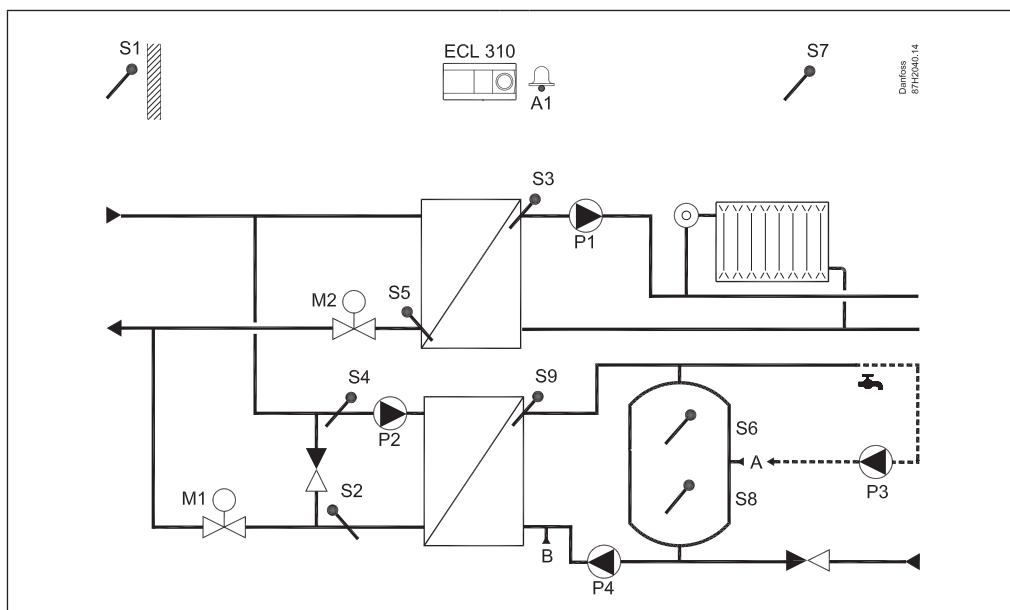 S1
ECL 310
A1
S7
Danfoss
87H2040.14
S3
P1
M2
S5
S4
S9
P2
S6
A
S8
P3
M1
S2
B
P4